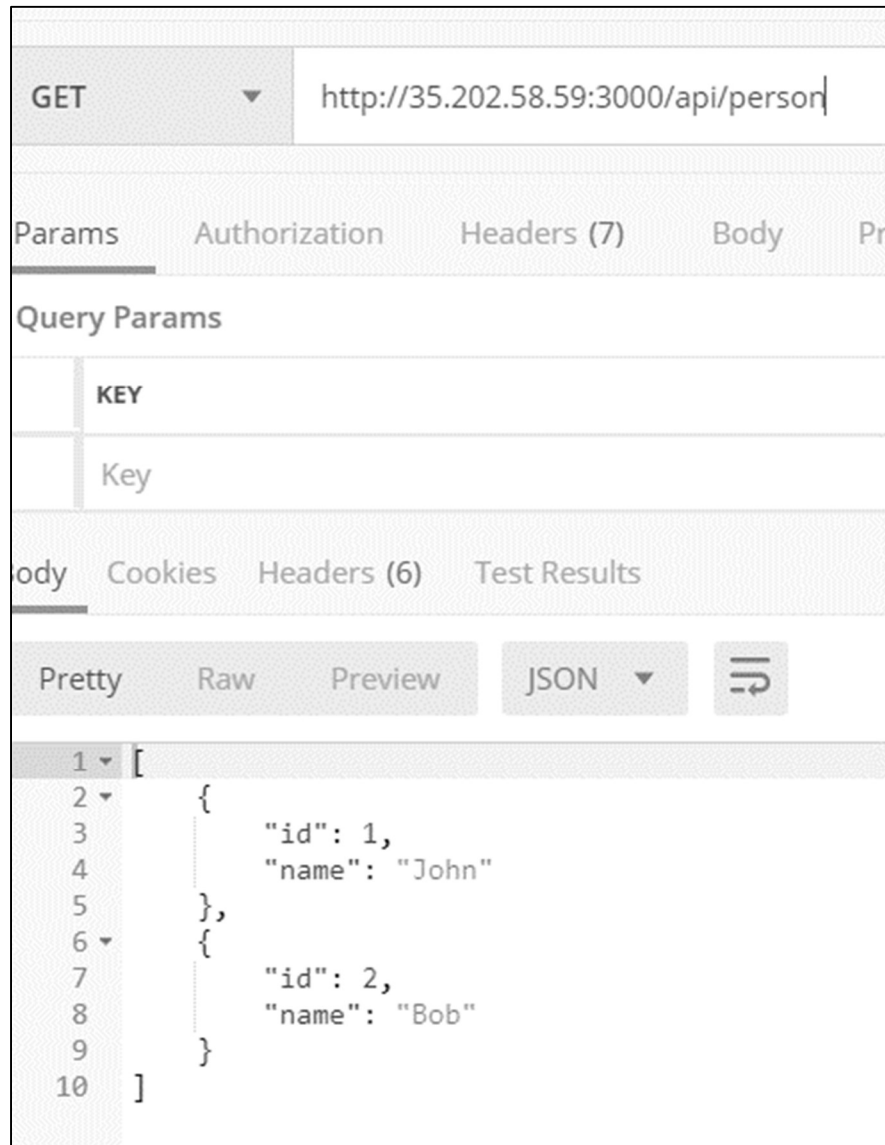 GET http://35.202.58.59:3000/api/person
Params Authorization Headers (7) Body Pr
Query Params
KEY
Key
ody Cookies Headers (6) Test Results
Pretty Raw Preview JSON
1 [
2 {
3 "id": 1,
4 "name": "John"
5 },
6 {
7 "id": 2,
8 "name": "Bob"
9 }
10 ]